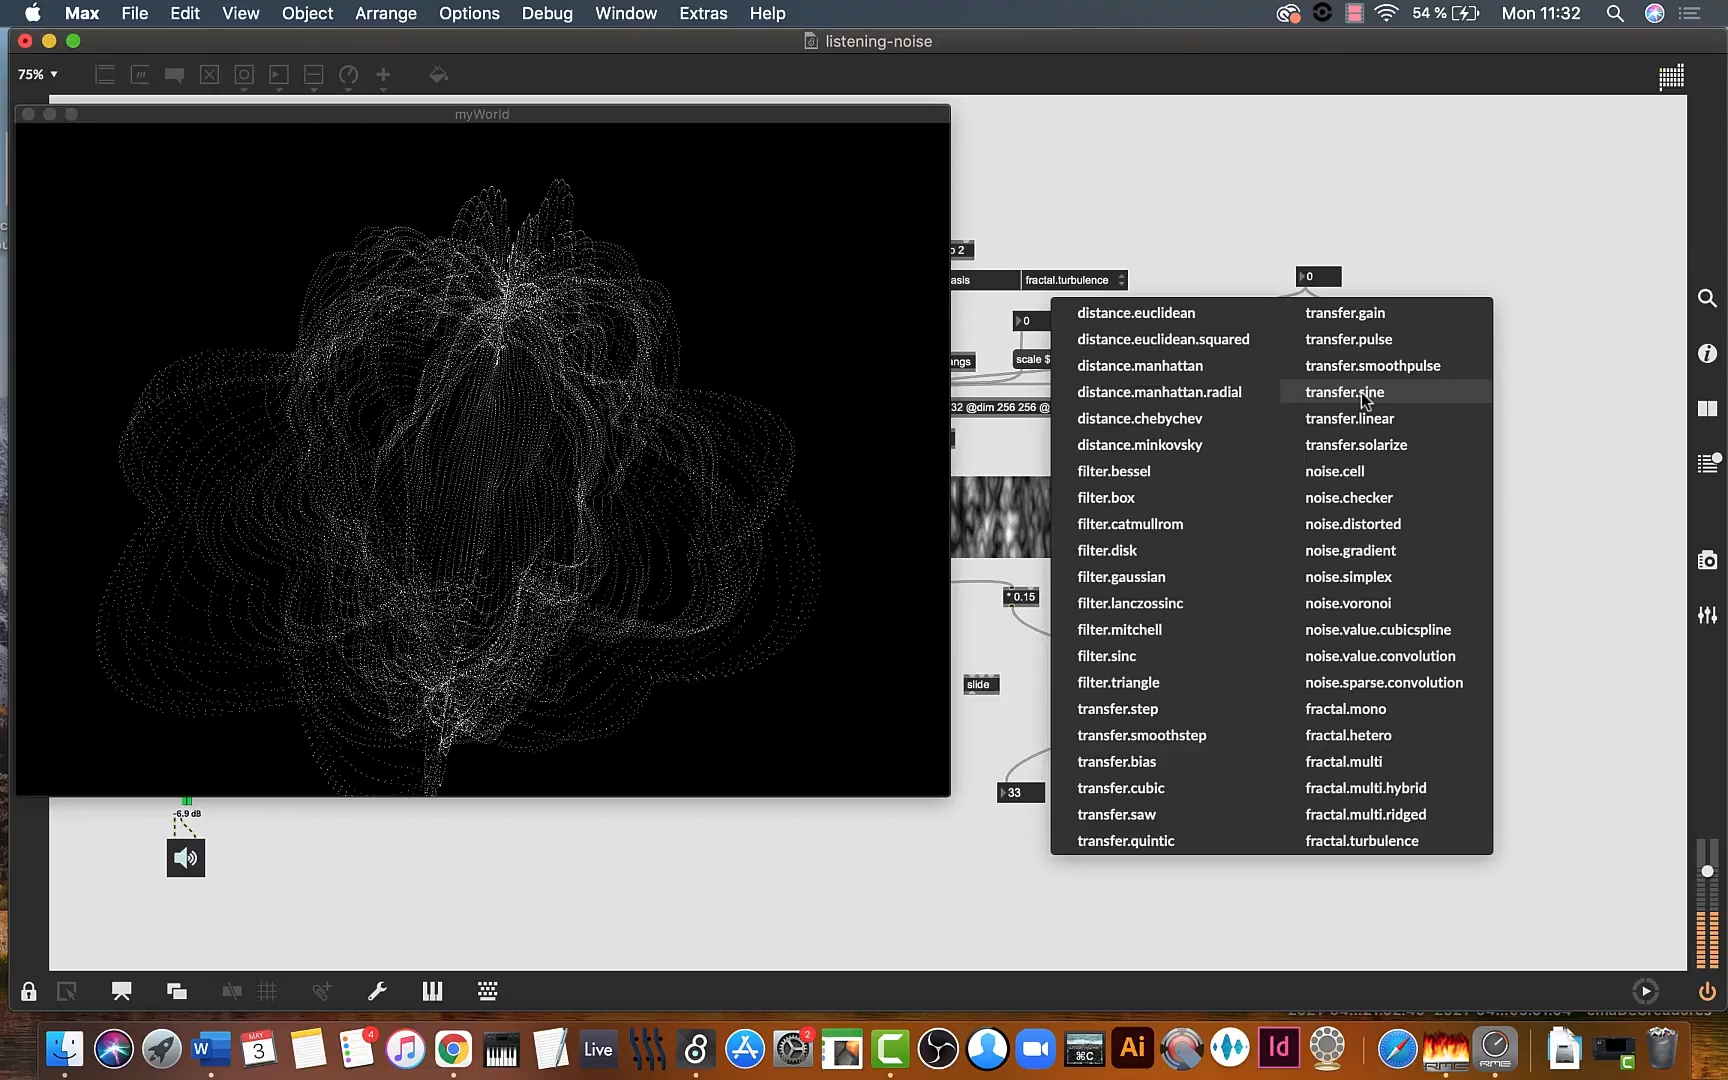 Max File Edit View Object Arrange Options Debug Window Extras Help 54 % Mon 11:32
listening-noise
75%
myWorld
p 2
asis fractal.turbulence
0
0
angs scale $
32 @dim 256 256 @
distance.euclidean
distance.euclidean.squared
distance.manhattan
distance.manhattan.radial
distance.chebychev
distance.minkovsky
filter.bessel
filter.box
filter.catmullrom
filter.disk
filter.gaussian
filter.lanczossinc
filter.mitchell
filter.sinc
filter.triangle
transfer.step
transfer.smoothstep
transfer.bias
transfer.cubic
transfer.saw
transfer.quintic
transfer.gain
transfer.pulse
transfer.smoothpulse
transfer.sine
transfer.linear
transfer.solarize
noise.cell
noise.checker
noise.distorted
noise.gradient
noise.simplex
noise.voronoi
noise.value.cubicspline
noise.value.convolution
noise.sparse.convolution
fractal.mono
fractal.hetero
fractal.multi
fractal.multi.hybrid
fractal.multi.ridged
fractal.turbulence
* 0.15
slide
33
-6.9 dB
W
MAY
3
4
Live
2
⌘C
Ai
Id
RME
RME